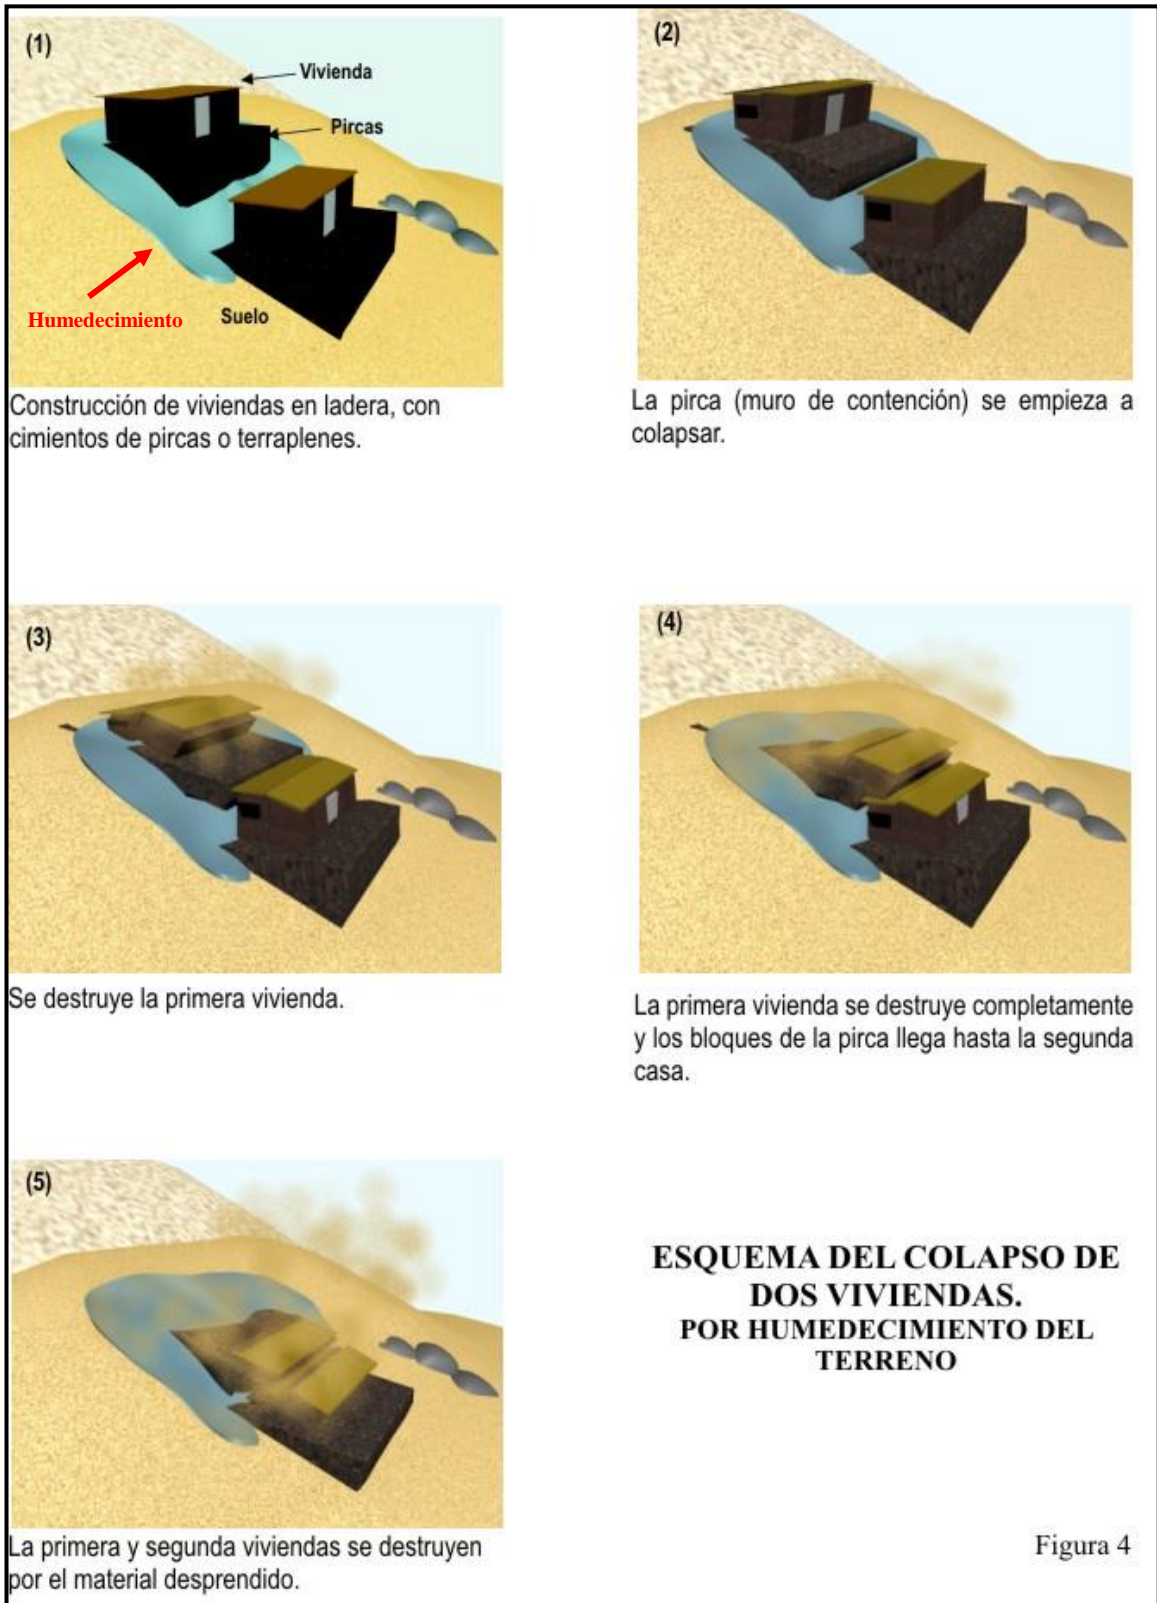 (1)
Vivienda
Pircas
Humedecimiento
Suelo
Construcción de viviendas en ladera, con
cimientos de pircas o terraplenes.
(2)
La pirca (muro de contención) se empieza a
colapsar.
(3)
Se destruye la primera vivienda.
(4)
La primera vivienda se destruye completamente
y los bloques de la pirca llega hasta la segunda
casa.
(5)
La primera y segunda viviendas se destruyen
por el material desprendido.
ESQUEMA DEL COLAPSO DE
DOS VIVIENDAS.
POR HUMEDECIMIENTO DEL
TERRENO
Figura 4